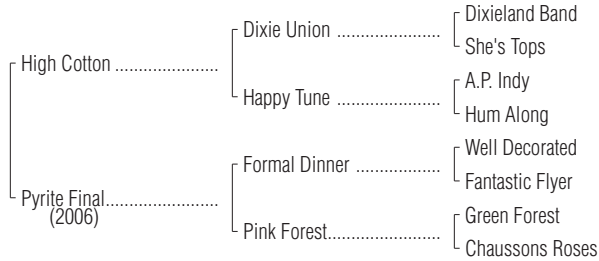 Dixieland Band
Dixie Union ......................
She's Tops
High Cotton ......................
A.P. Indy
Happy Tune ......................
Hum Along
Well Decorated
Formal Dinner ..................
Fantastic Flyer
Pyrite Final........................
(2006)
Green Forest
Pink Forest........................
Chaussons Roses